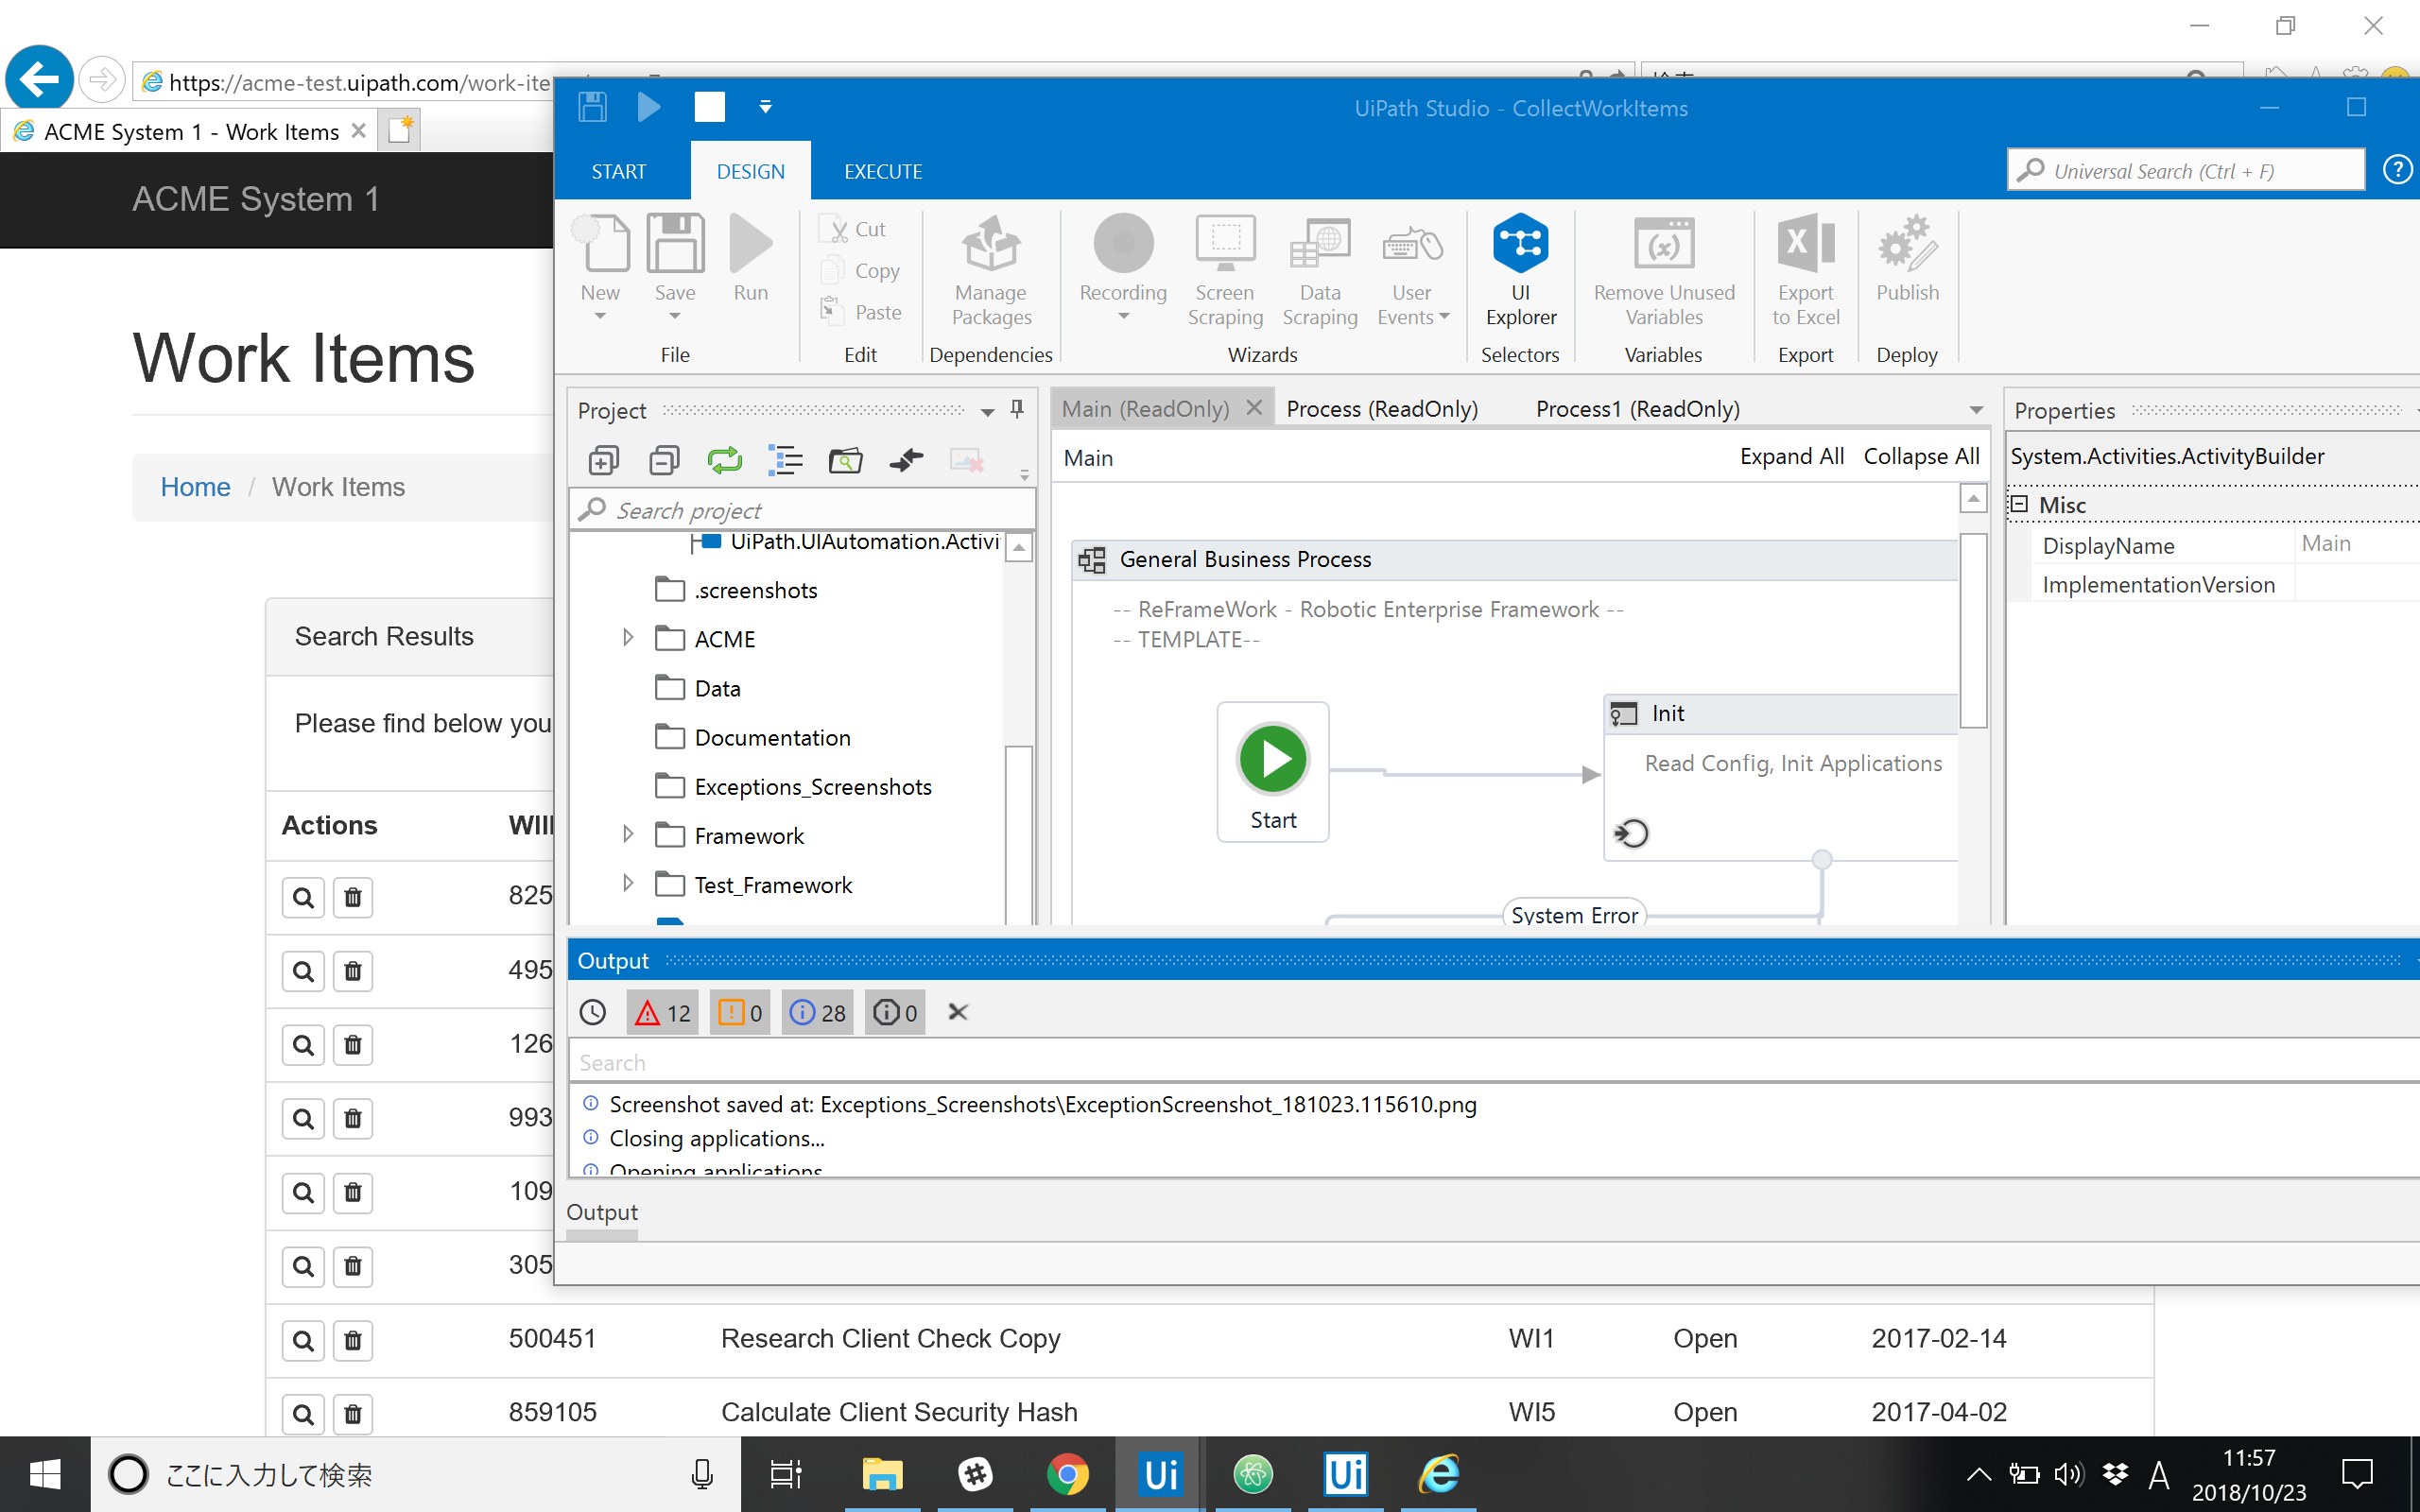 https://acme-test.uipath.com/work-ite
ACME System 1 - Work Items
ACME System 1
Work Items
Home / Work Items
Search Results
Please find below you
Actions
WII
825
495
126
993
109
305
500451 Research Client Check Copy WI1 Open 2017-02-14
859105 Calculate Client Security Hash WI5 Open 2017-04-02
UiPath Studio - CollectWorkItems
START DESIGN EXECUTE
Universal Search (Ctrl + F)
New
Save
Run
File
Cut
Copy
Paste
Edit
Manage
Packages
Dependencies
Recording
Screen
Scraping
Data
Scraping
User
Events
Wizards
UI
Explorer
Selectors
Remove Unused
Variables
Variables
Export
to Excel
Export
Publish
Deploy
Project
Search project
UiPath.UIAutomation.Activi
.screenshots
ACME
Data
Documentation
Exceptions_Screenshots
Framework
Test_Framework
Main (ReadOnly) Process (ReadOnly) Process1 (ReadOnly)
Main
Expand All Collapse All
General Business Process
-- ReFrameWork - Robotic Enterprise Framework --
-- TEMPLATE--
Start
Init
Read Config, Init Applications
System Error
Properties
System.Activities.ActivityBuilder
Misc
DisplayName Main
ImplementationVersion
Output
12 0 28 0
Search
Screenshot saved at: Exceptions_Screenshots\ExceptionScreenshot_181023.115610.png
Closing applications...
Opening applications
Output
ここに入力して検索
Ui
Ui
A
11:57
2018/10/23